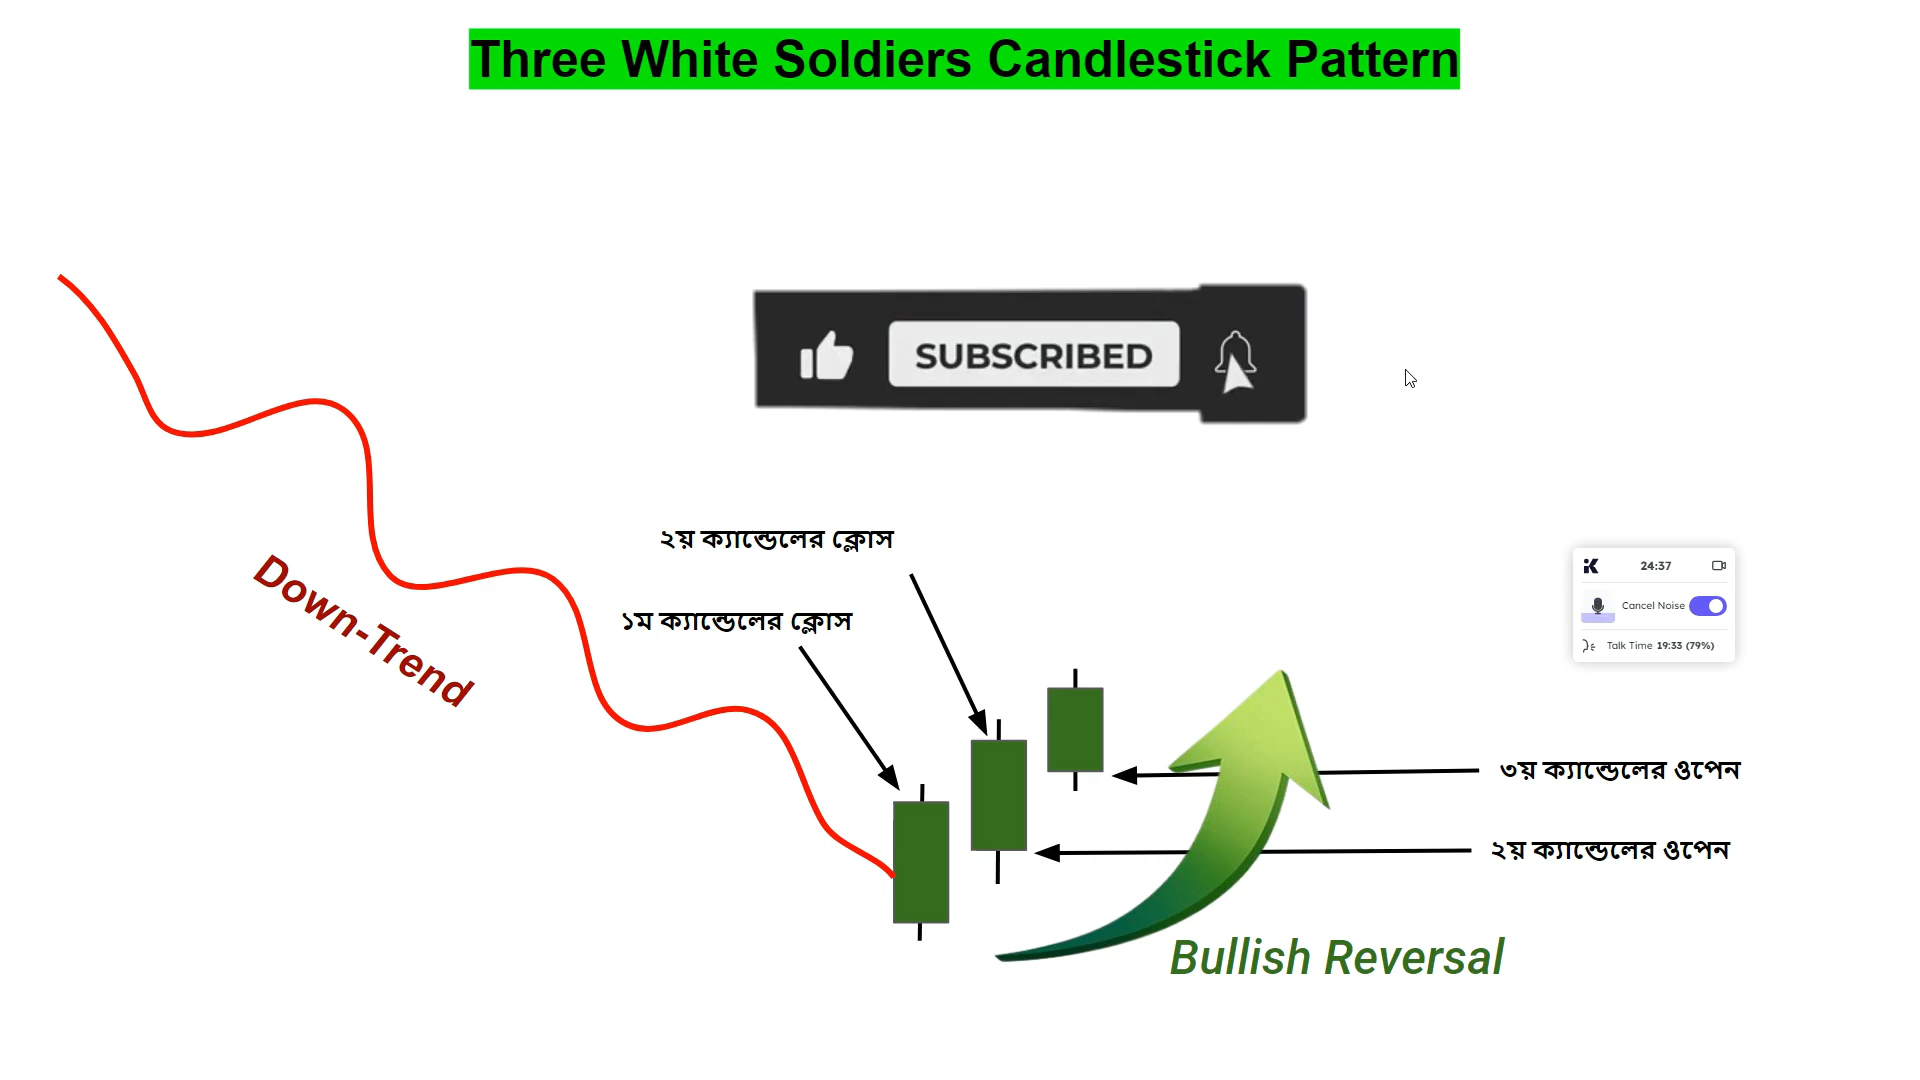 Three White Soldiers Candlestick Pattern
SUBSCRIBED
২য় ক্যান্ডেলের ক্লোস
১ম ক্যান্ডেলের ক্লোস
Down-Trend
24:37
Cancel Noise
Talk Time 19:33 (79%)
৩য় ক্যান্ডেলের ওপেন
২য় ক্যান্ডেলের ওপেন
Bullish Reversal